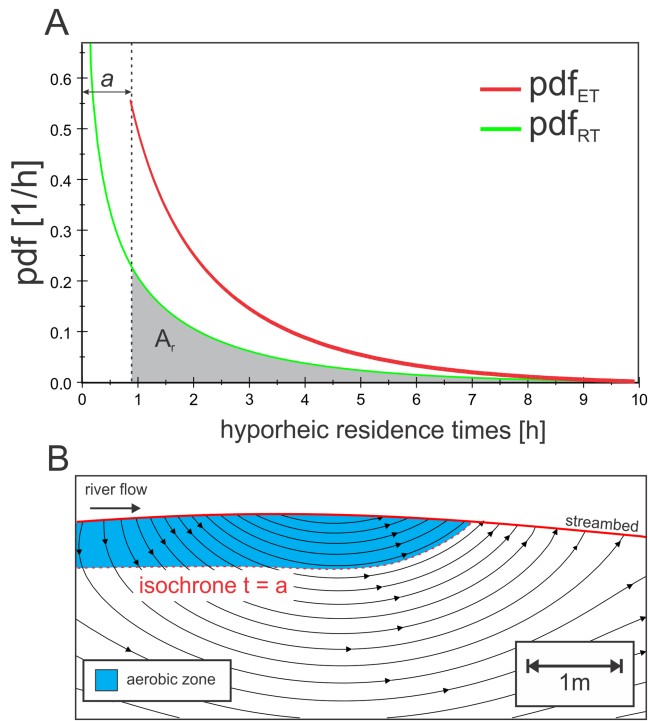 A
a
pdf_ET
pdf_RT
0.6
0.5
0.4
0.3
0.2
0.1
0.0
pdf [1/h]
A_r
0 1 2 3 4 5 6 7 8 9 10
hyporheic residence times [h]
B
river flow
streambed
isochrone t = a
aerobic zone
1m